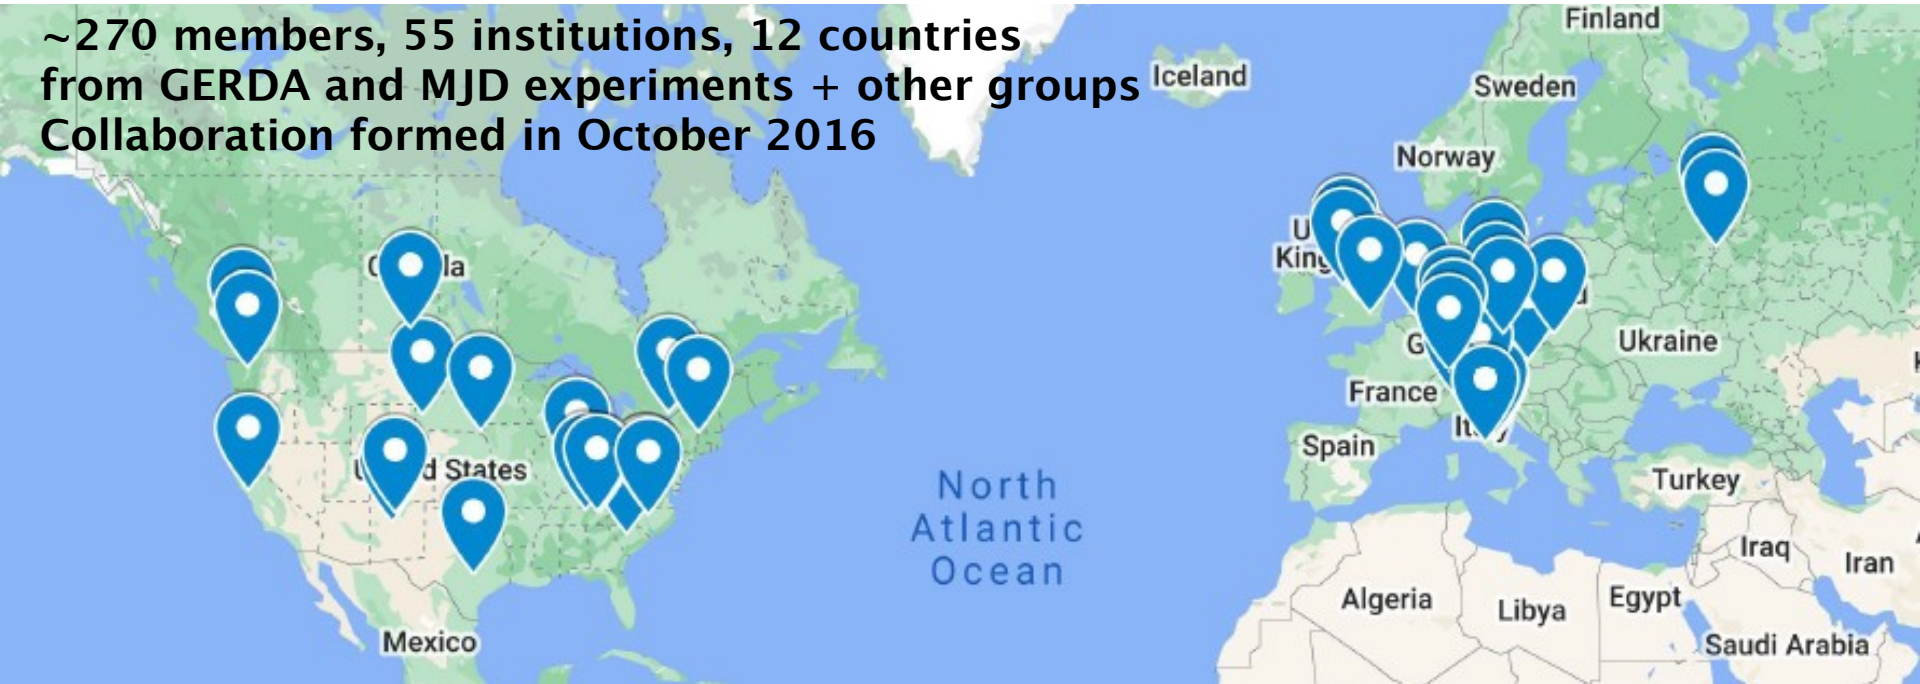 ~270 members, 55 institutions, 12 countries
from GERDA and MJD experiments + other groups
Collaboration formed in October 2016
Finland
Iceland
Sweden
Norway
Ukraine
France
Spain
Turkey
North
Atlantic
Ocean
Iraq
Iran
Algeria
Libya
Egypt
Saudi Arabia
Mexico
States